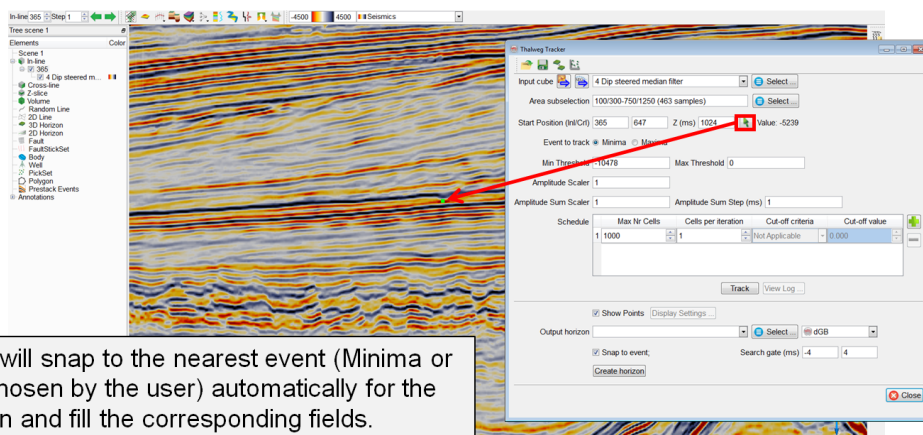 In-line 365 Step 1 -4500 4500 Seismics
Tree scene 1
Elements Color
Scene 1
In-line
365
4 Dip steered m...
Cross-line
Z-slice
Volume
Random Line
2D Line
3D Horizon
2D Horizon
Fault
FaultStickSet
Body
Well
PickSet
Polygon
Prestack Events
Annotations
Thalweg Tracker
Input cube 4 Dip steered median filter Select ...
Area subselection 100/300-750/1250 (463 samples) Select ...
Start Position (Inl/Crl) 365 647 Z (ms) 1024 Value: -5239
Event to track Minima Maxima
Min Threshold -10478 Max Threshold 0
Amplitude Scaler 1
Amplitude Sum Scaler 1 Amplitude Sum Step (ms) 1
Schedule Max Nr Cells Cells per iteration Cut-off criteria Cut-off value
1 1000 1 Not Applicable 0.000
Track View Log ...
Show Points Display Settings ...
Output horizon Select ... dGB
Snap to event; Search gate (ms) -4 4
Create horizon
Close
will snap to the nearest event (Minima or
hosen by the user) automatically for the
n and fill the corresponding fields.